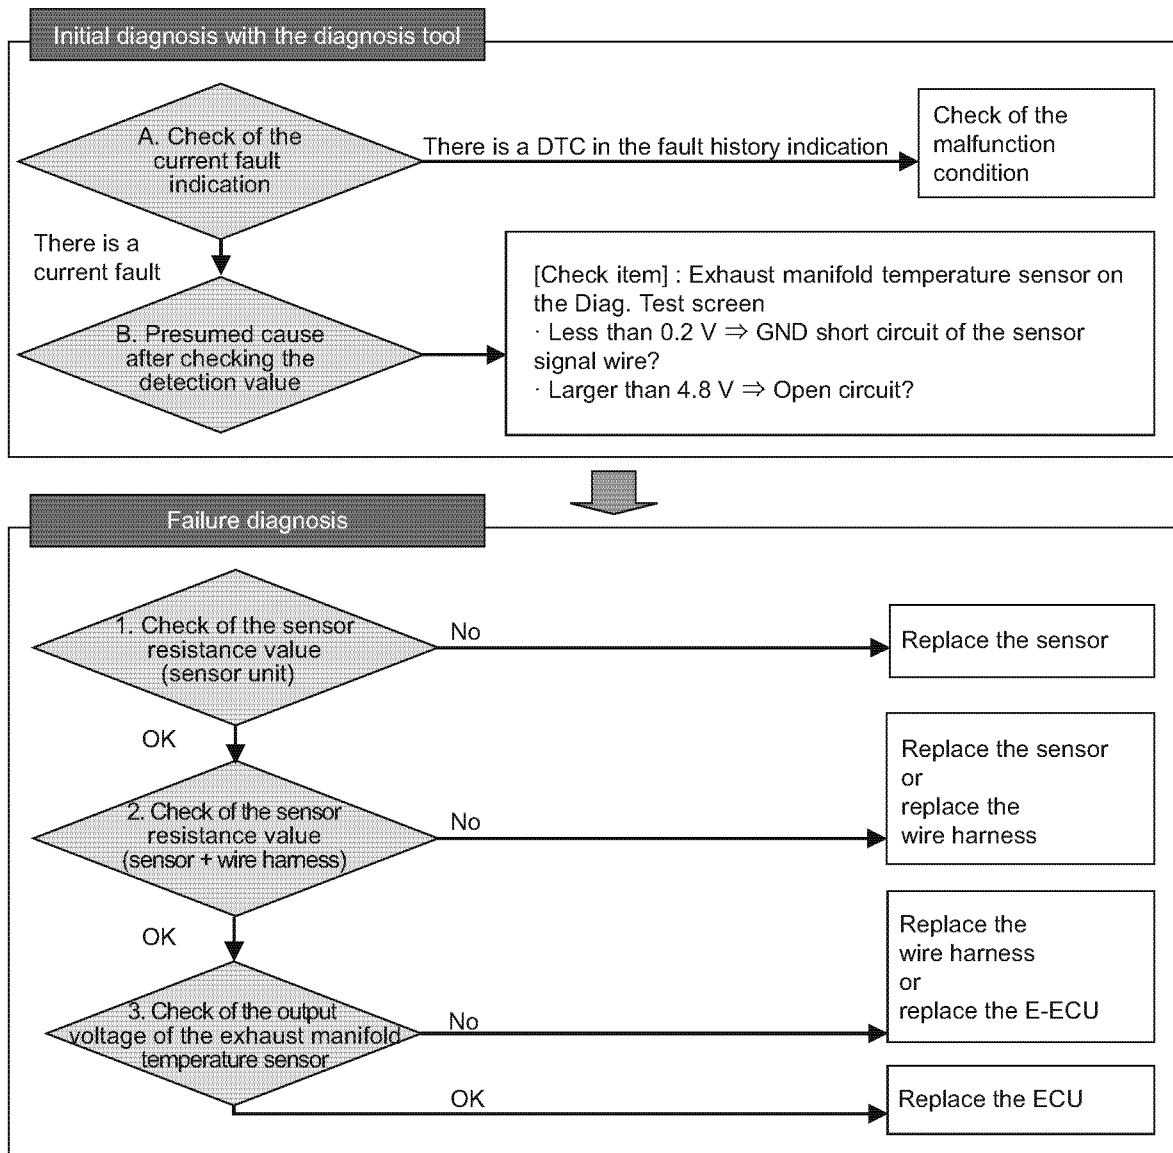 Initial diagnosis with the diagnosis tool
A. Check of the
current fault
indication
There is a DTC in the fault history indication
Check of the
malfunction
condition
There is a
current fault
B. Presumed cause
after checking the
detection value
[Check item] : Exhaust manifold temperature sensor on
the Diag. Test screen
· Less than 0.2 V ⇒ GND short circuit of the sensor
signal wire?
· Larger than 4.8 V ⇒ Open circuit?
Failure diagnosis
1. Check of the sensor
resistance value
(sensor unit)
No
Replace the sensor
OK
2. Check of the sensor
resistance value
(sensor + wire harness)
No
Replace the sensor
or
replace the
wire harness
OK
3. Check of the output
voltage of the exhaust manifold
temperature sensor
No
Replace the
wire harness
or
replace the E-ECU
OK
Replace the ECU